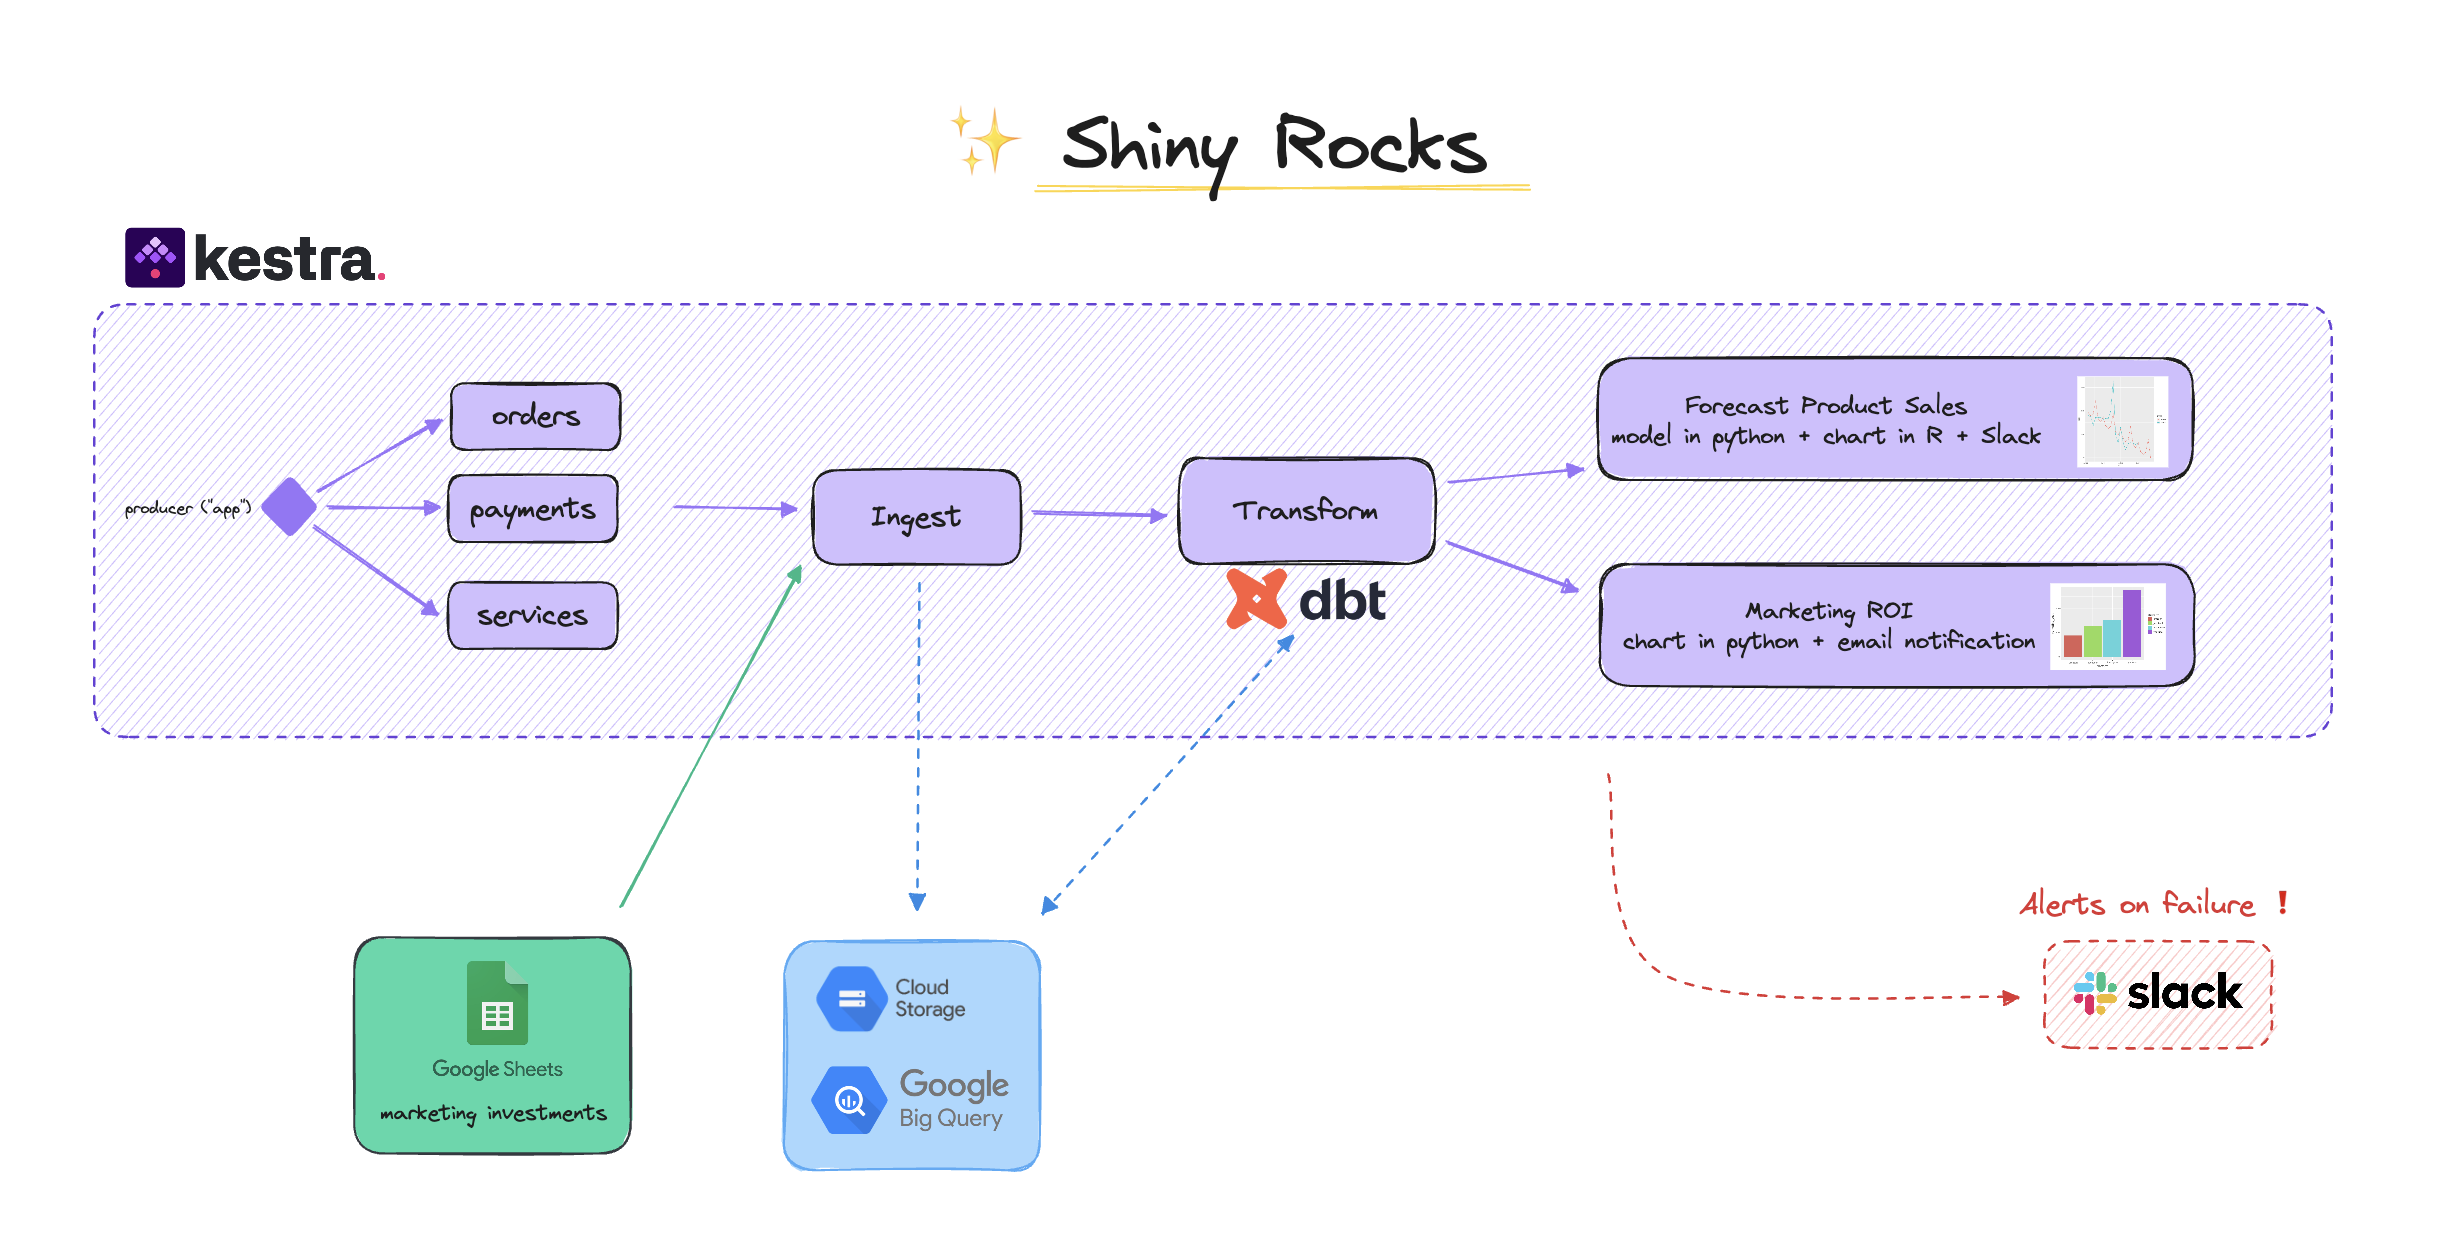 ✨ Shiny Rocks
kestra.
producer ("app")
orders
payments
services
Ingest
Transform
dbt
Forecast Product Sales
model in python + chart in R + Slack
Marketing ROI
chart in python + email notification
Google Sheets
marketing investments
Cloud
Storage
Google
Big Query
Alerts on failure !
slack